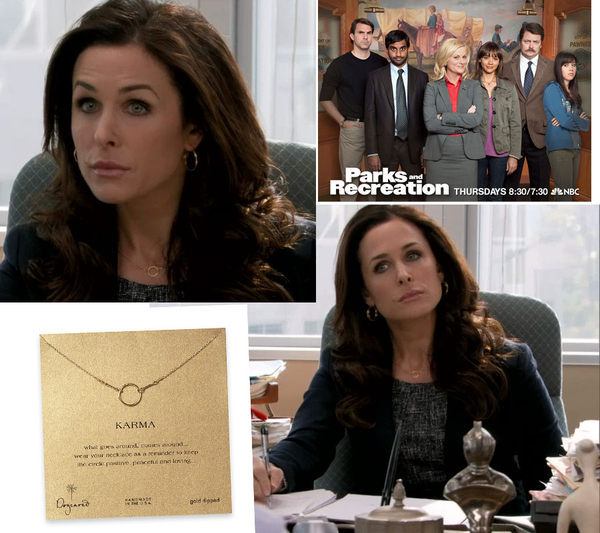 Parks and
Recreation THURSDAYS 8:30/7:30 NBC
KARMA
what goes around, comes around...
wear your necklace as a reminder to keep
the circle positive, peaceful and loving...
Dogeared
HANDMADE
IN THE U.S.A.
gold dipped